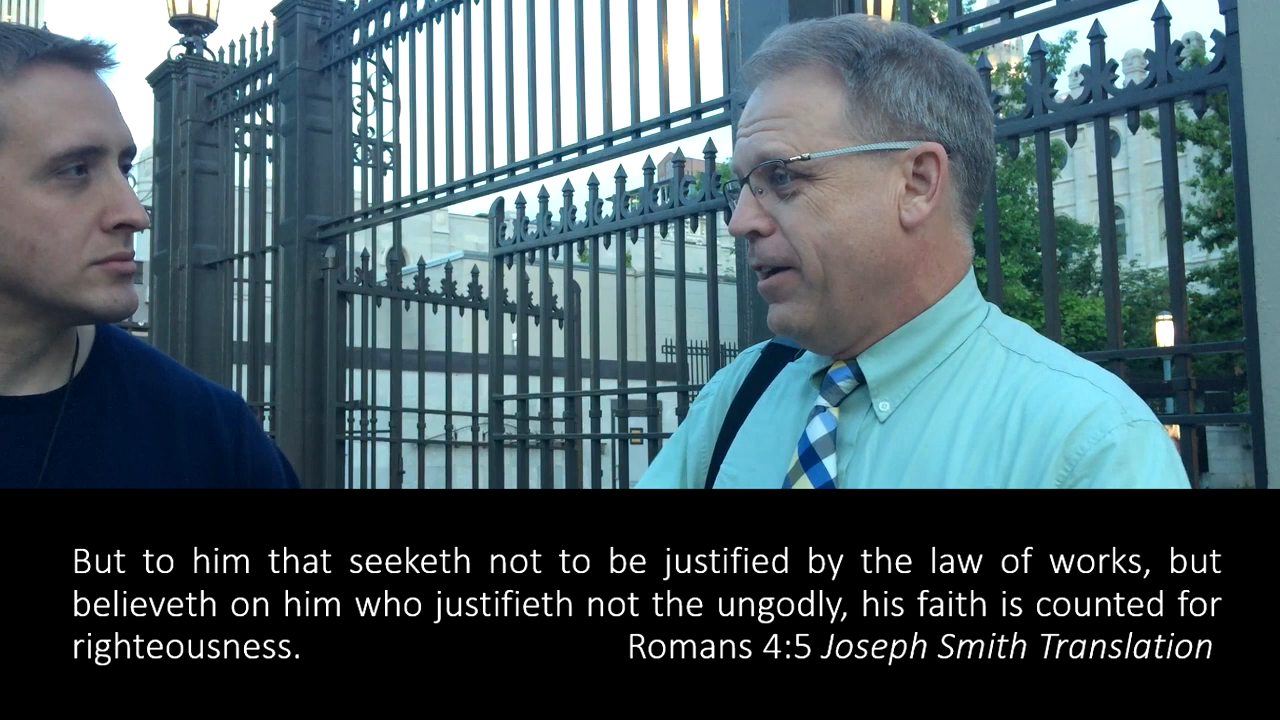 But to him that seeketh not to be justified by the law of works, but
believeth on him who justifieth not the ungodly, his faith is counted for
righteousness. Romans 4:5 Joseph Smith Translation